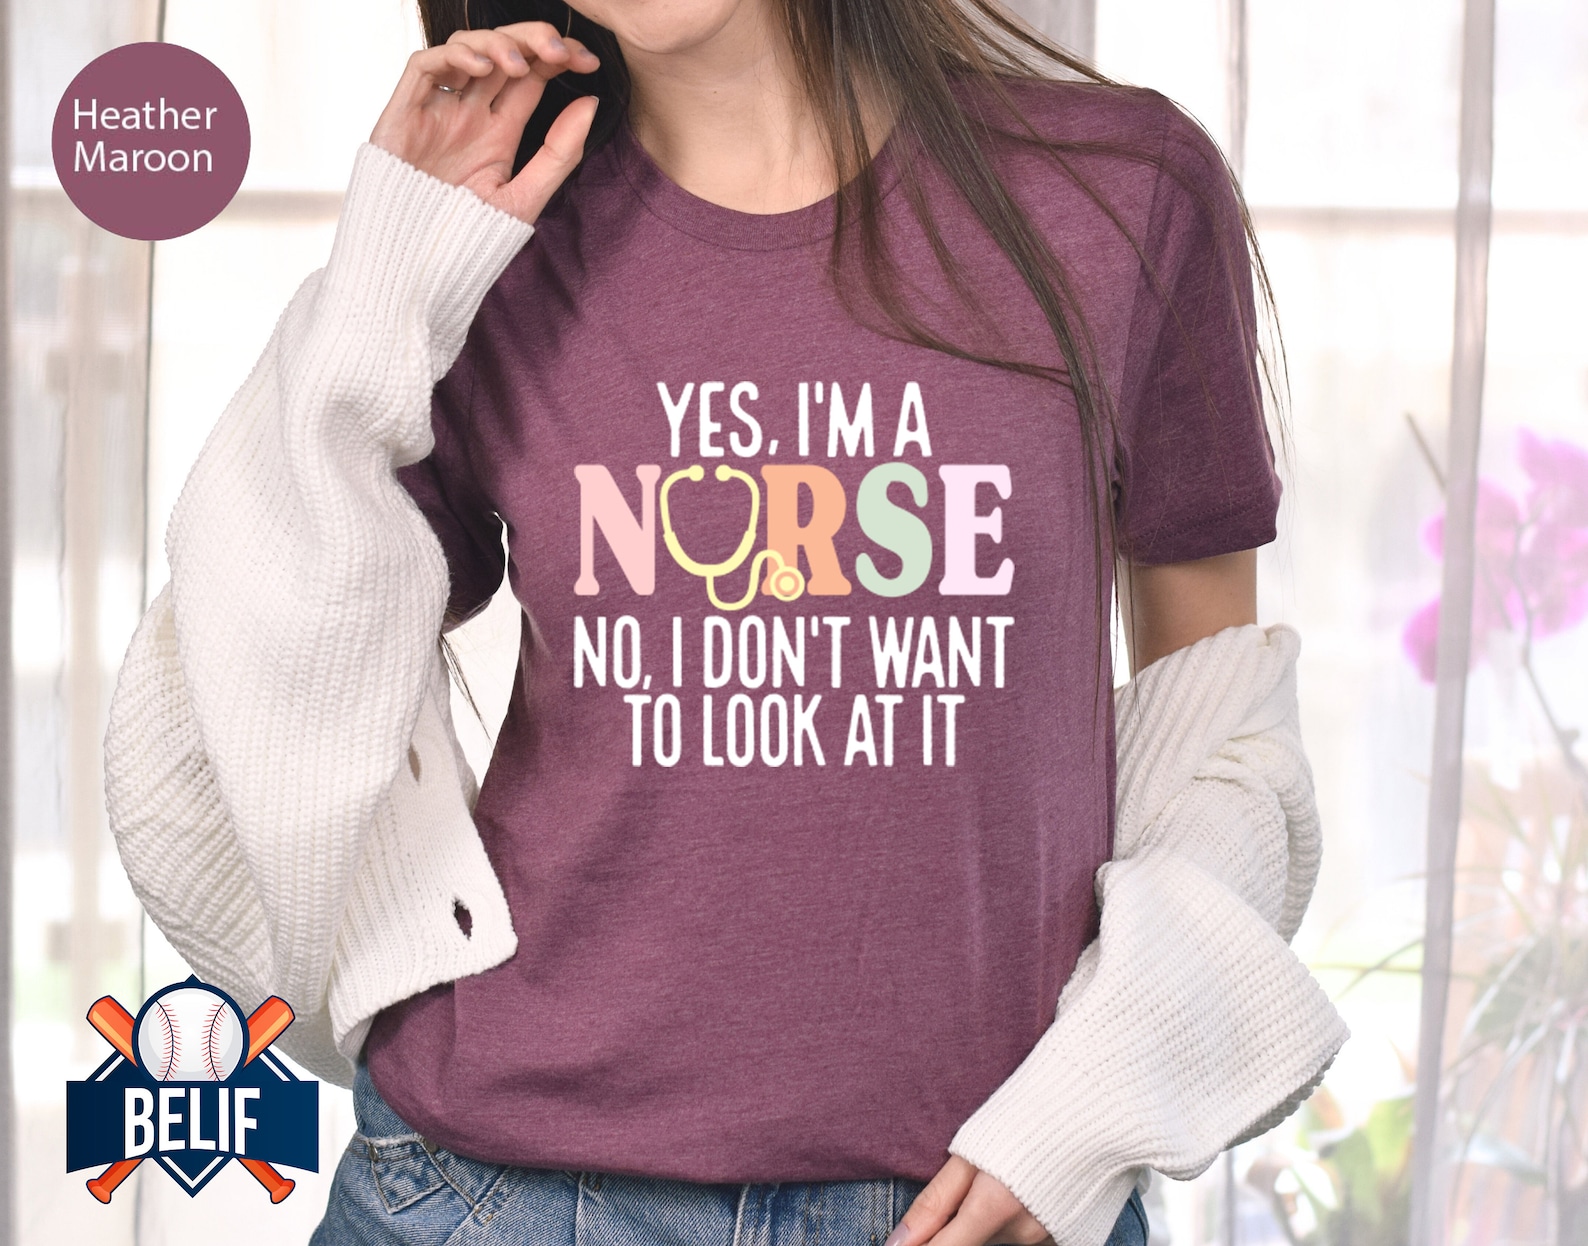 Heather
Maroon
YES, I'M A
NURSE
NO, I DON'T WANT
TO LOOK AT IT
BELIF